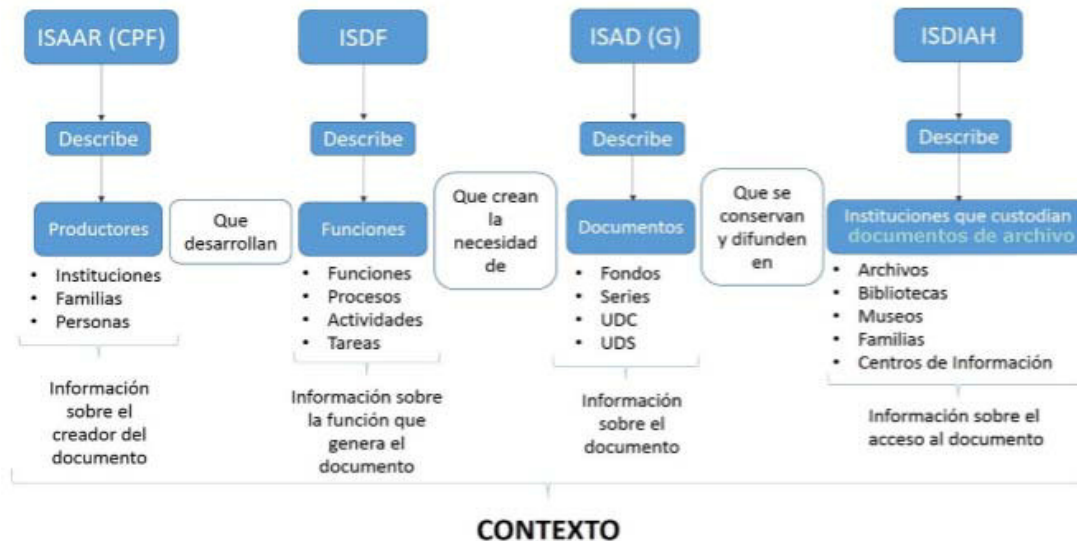 ISAAR (CPF)
ISDF
ISAD (G)
ISDIAH
Describe
Describe
Describe
Describe
Productores
Que
desarrollan
Funciones
Que crean
la
necesidad
de
Documentos
Que se
conservan
y difunden
en
Instituciones que custodian
documentos de archivo
• Instituciones
• Familias
• Personas
• Funciones
• Procesos
• Actividades
• Tareas
• Fondos
• Series
• UDC
• UDS
• Archivos
• Bibliotecas
• Museos
• Familias
• Centros de Información
Información
sobre el
creador del
documento
Información sobre
la función que
genera el
documento
Información
sobre el
documento
Información sobre el
acceso al documento
CONTEXTO